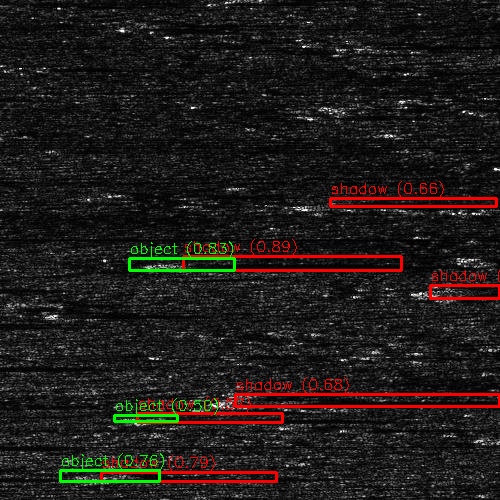 shadow (0.66)
object (0.83)
(0.89)
shadow (
shadow (0.68)
object (0.50)
object (0.76)
(0.79)